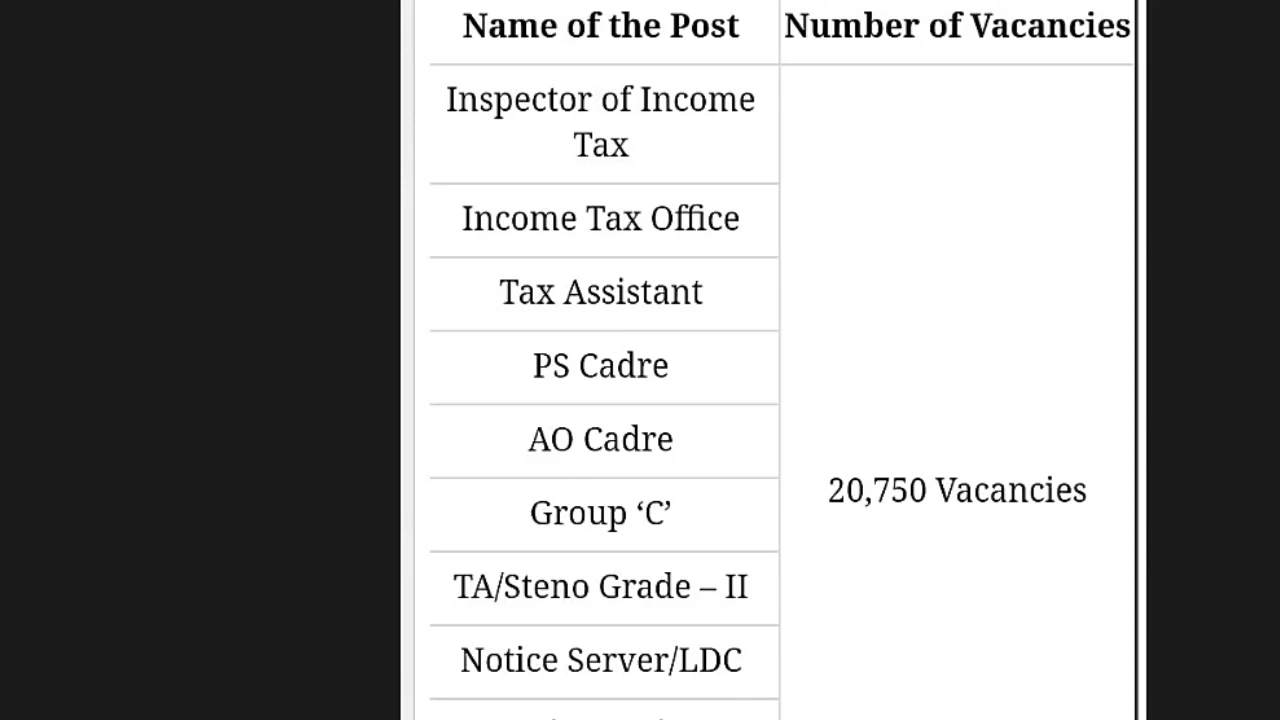 Name of the Post Number of Vacancies
Inspector of Income
Tax
Income Tax Office
Tax Assistant
PS Cadre
AO Cadre
20,750 Vacancies
Group ‘C’
TA/Steno Grade – II
Notice Server/LDC